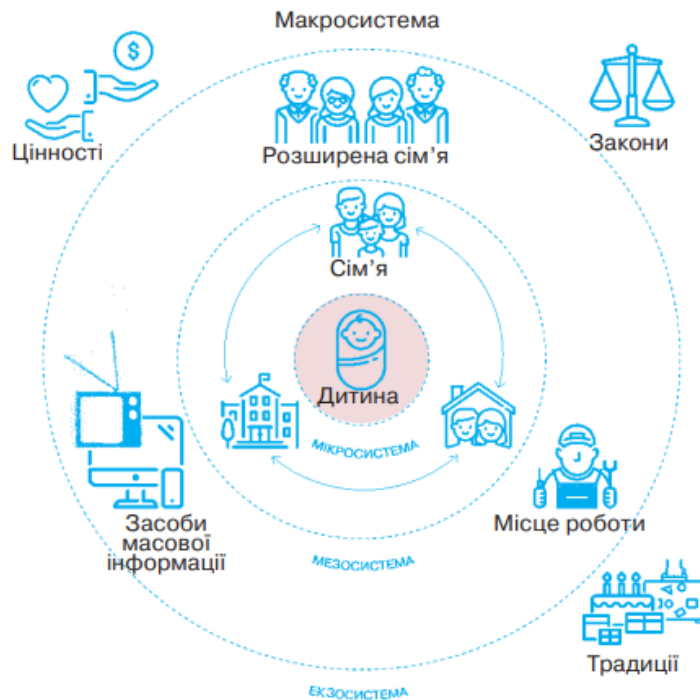 Макросистема
$
Цінності
Розширена сім’я
Закони
Сім’я
Дитина
МІКРОСИСТЕМА
Засоби
масової
інформації
Місце роботи
МЕЗОСИСТЕМА
Традиції
ЕКЗОСИСТЕМА